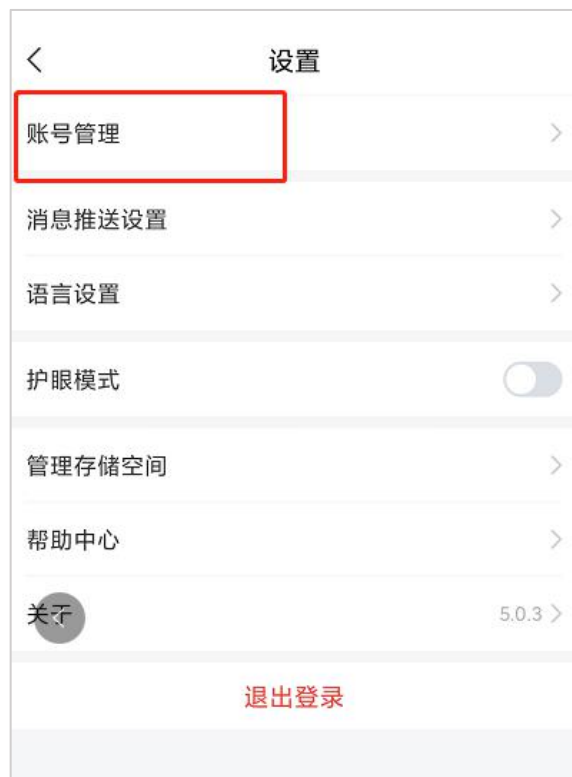 设置
账号管理
消息推送设置
语言设置
护眼模式
管理存储空间
帮助中心
关于 5.0.3
退出登录